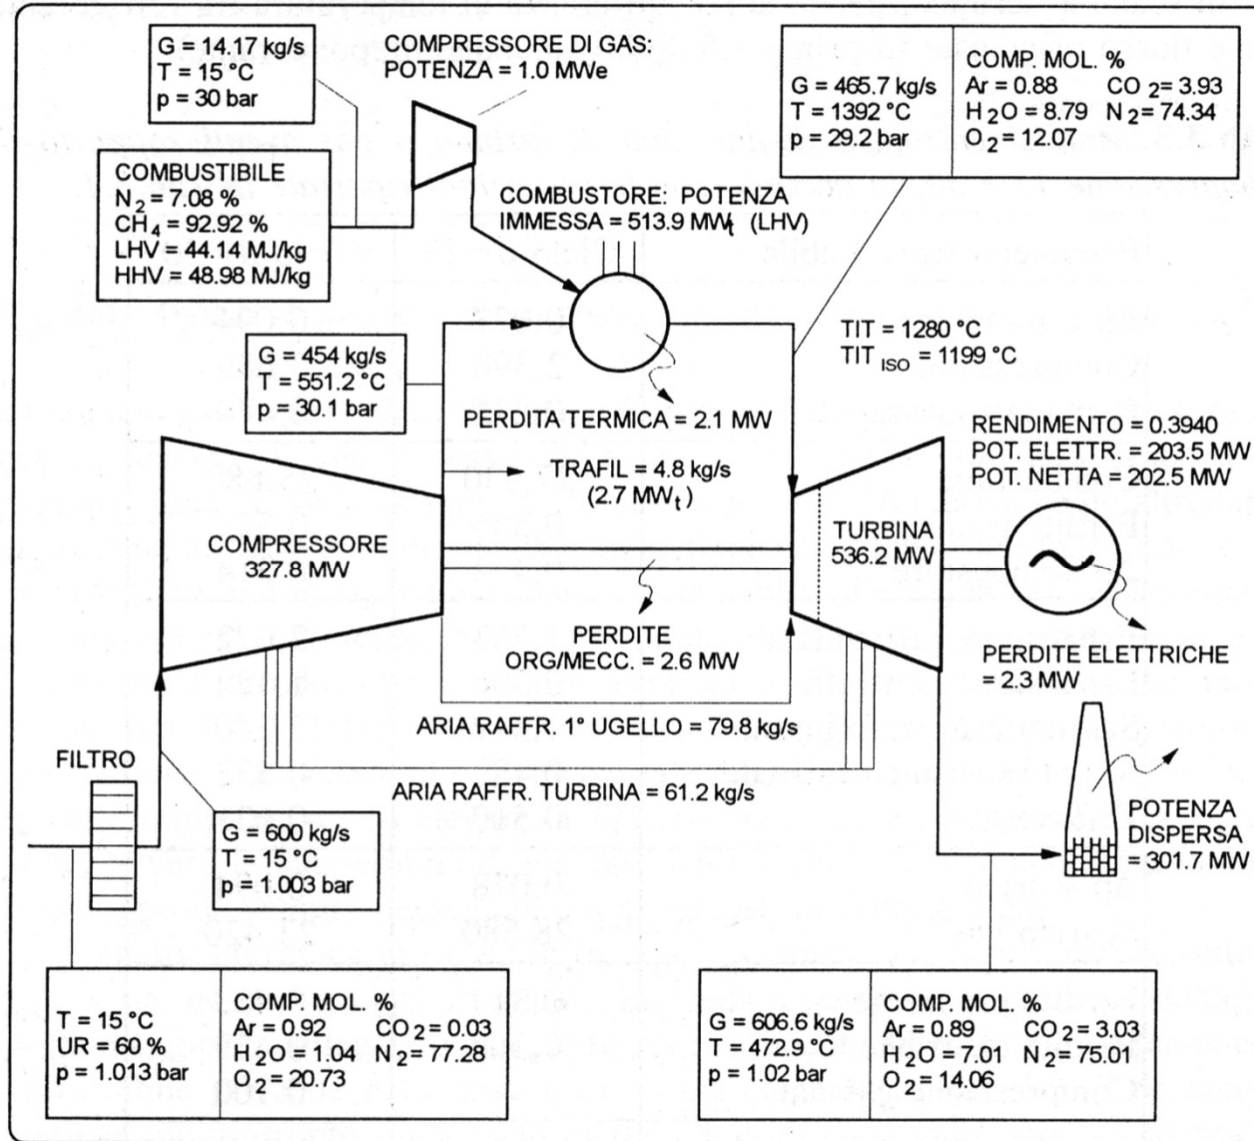 G = 14.17 kg/s
T = 15 °C
p = 30 bar
COMPRESSORE DI GAS:
POTENZA = 1.0 MWe
G = 465.7 kg/s
T = 1392 °C
p = 29.2 bar
COMP. MOL. %
Ar = 0.88 CO2 = 3.93
H2O = 8.79 N2 = 74.34
O2 = 12.07
COMBUSTIBILE
N2 = 7.08 %
CH4 = 92.92 %
LHV = 44.14 MJ/kg
HHV = 48.98 MJ/kg
COMBUSTORE: POTENZA
IMMESSA = 513.9 MWt (LHV)
G = 454 kg/s
T = 551.2 °C
p = 30.1 bar
TIT = 1280 °C
TIT ISO = 1199 °C
PERDITA TERMICA = 2.1 MW
RENDIMENTO = 0.3940
POT. ELETTR. = 203.5 MW
POT. NETTA = 202.5 MW
TRAFIL = 4.8 kg/s
(2.7 MWt)
COMPRESSORE
327.8 MW
TURBINA
536.2 MW
PERDITE
ORG/MECC. = 2.6 MW
PERDITE ELETTRICHE
= 2.3 MW
ARIA RAFFR. 1° UGELLO = 79.8 kg/s
FILTRO
ARIA RAFFR. TURBINA = 61.2 kg/s
POTENZA
DISPERSA
= 301.7 MW
G = 600 kg/s
T = 15 °C
p = 1.003 bar
T = 15 °C
UR = 60 %
p = 1.013 bar
COMP. MOL. %
Ar = 0.92 CO2 = 0.03
H2O = 1.04 N2 = 77.28
O2 = 20.73
G = 606.6 kg/s
T = 472.9 °C
p = 1.02 bar
COMP. MOL. %
Ar = 0.89 CO2 = 3.03
H2O = 7.01 N2 = 75.01
O2 = 14.06